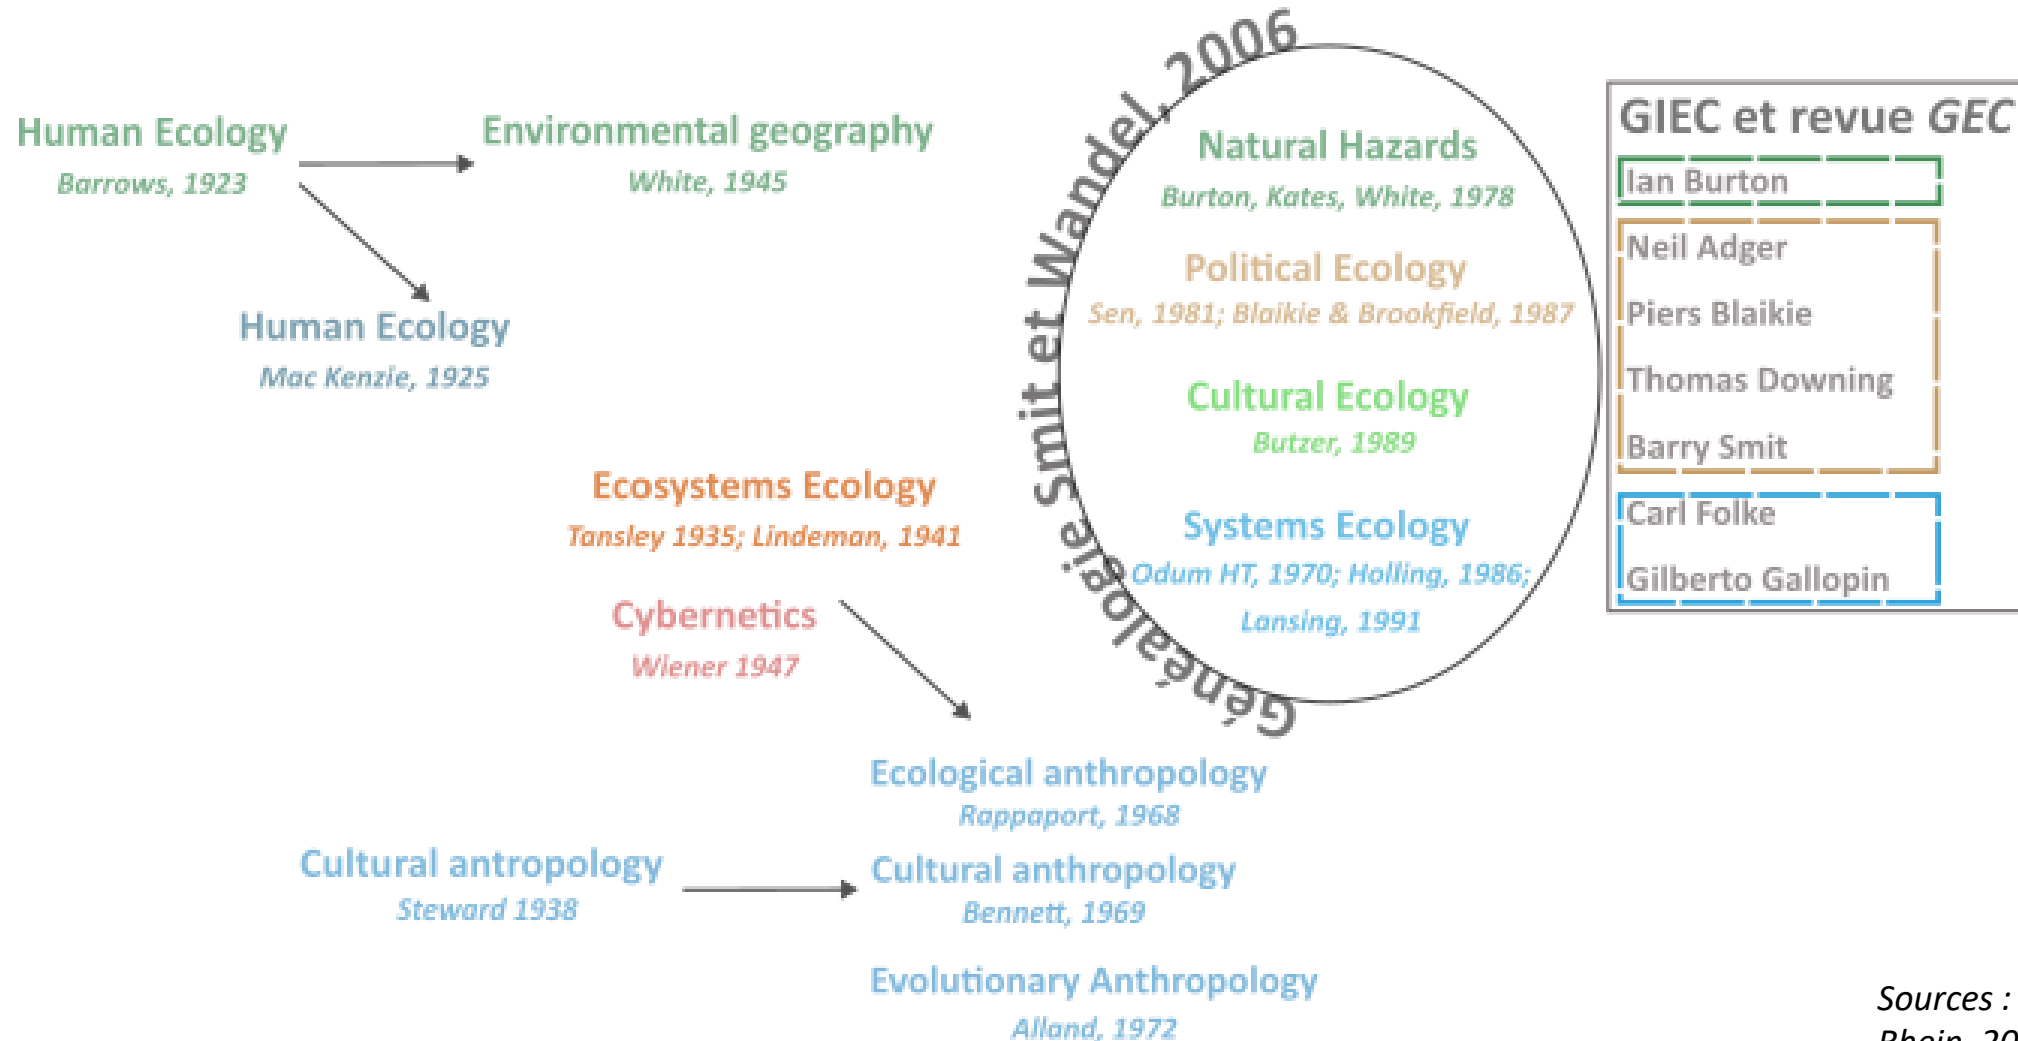 Human Ecology
Barrows, 1923
Environmental geography
White, 1945
Human Ecology
Mac Kenzie, 1925
Ecosystems Ecology
Tansley 1935; Lindeman, 1941
Cybernetics
Wiener 1947
Ecological anthropology
Rappaport, 1968
Cultural antropology
Steward 1938
Cultural anthropology
Bennett, 1969
Evolutionary Anthropology
Alland, 1972
Généalogie Smit et Wandel, 2006
Natural Hazards
Burton, Kates, White, 1978
Political Ecology
Sen, 1981; Blaikie & Brookfield, 1987
Cultural Ecology
Butzer, 1989
Systems Ecology
Odum HT, 1970; Holling, 1986;
Lansing, 1991
GIEC et revue GEC
Ian Burton
Neil Adger
Piers Blaikie
Thomas Downing
Barry Smit
Carl Folke
Gilberto Gallopin
Sources :